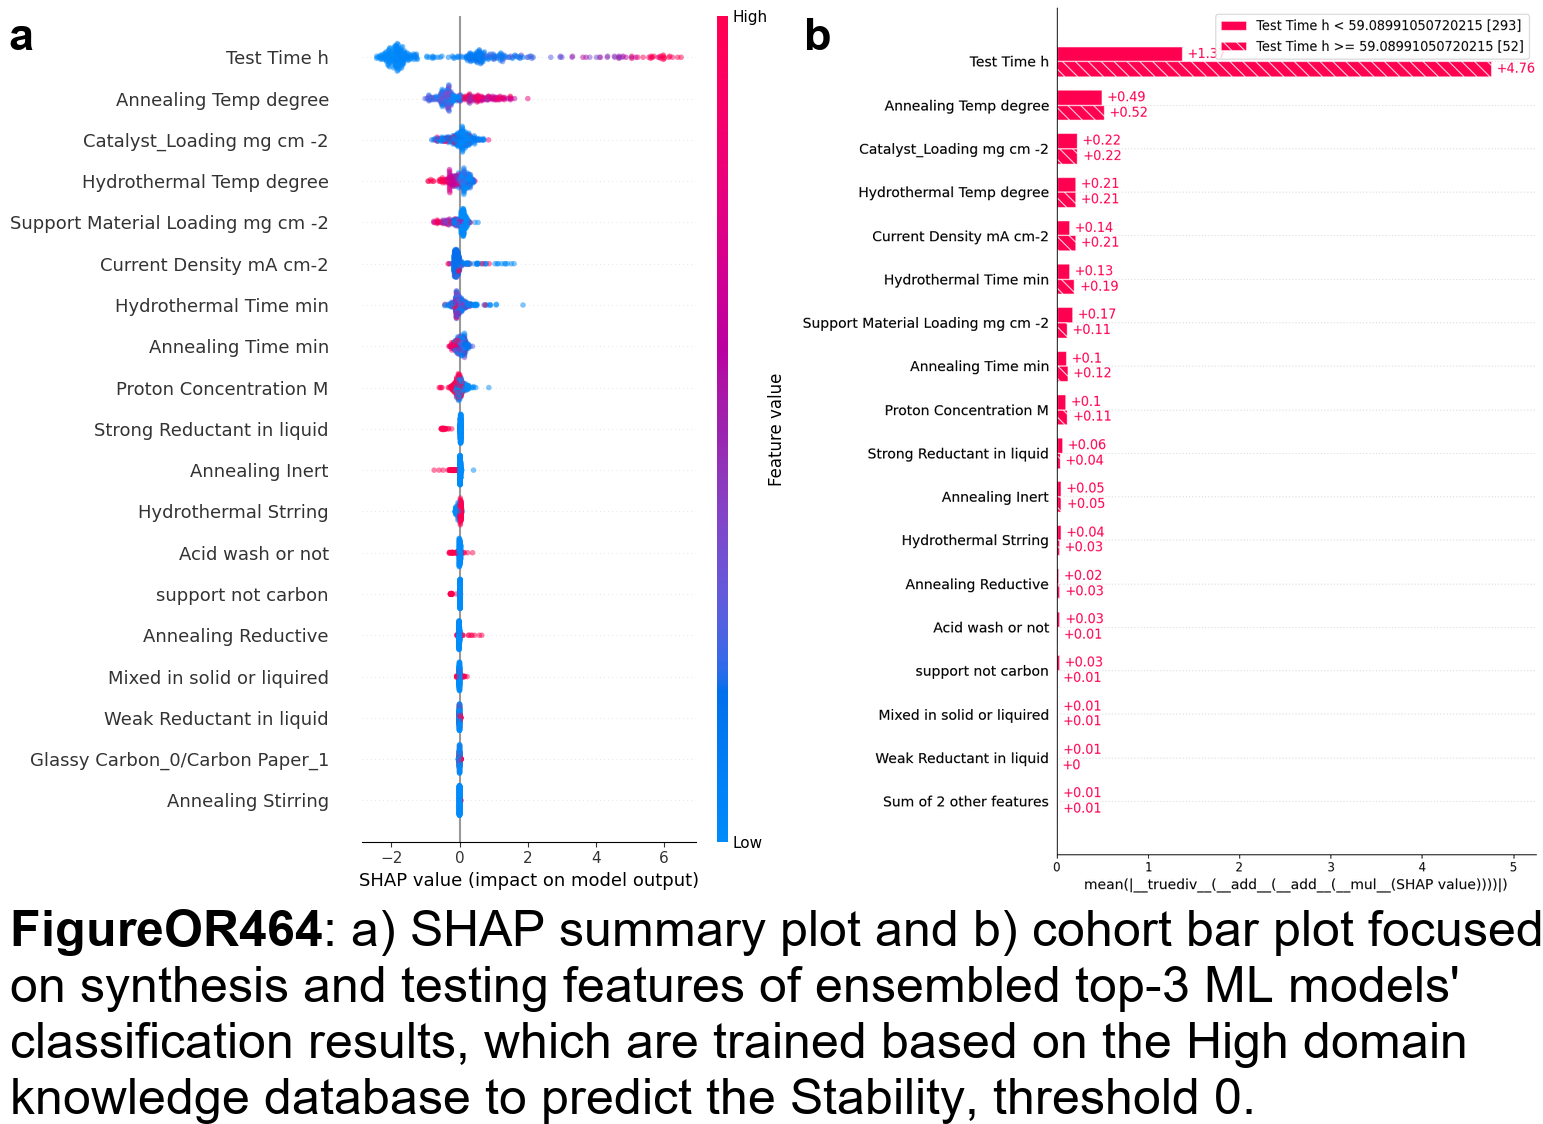 a
Test Time h
Annealing Temp degree
Catalyst_Loading mg cm -2
Hydrothermal Temp degree
Support Material Loading mg cm -2
Current Density mA cm-2
Hydrothermal Time min
Annealing Time min
Proton Concentration M
Strong Reductant in liquid
Annealing Inert
Hydrothermal Strring
Acid wash or not
support not carbon
Annealing Reductive
Mixed in solid or liquired
Weak Reductant in liquid
Glassy Carbon_0/Carbon Paper_1
Annealing Stirring
−2 0 2 4 6
SHAP value (impact on model output)
High
Feature value
Low
b
Test Time h < 59.08991050720215 [293]
Test Time h >= 59.08991050720215 [52]
Test Time h
+4.76
Annealing Temp degree
+0.49
+0.52
Catalyst_Loading mg cm -2
+0.22
+0.22
Hydrothermal Temp degree
+0.21
+0.21
Current Density mA cm-2
+0.14
+0.21
Hydrothermal Time min
+0.13
+0.19
Support Material Loading mg cm -2
+0.17
+0.11
Annealing Time min
+0.1
+0.12
Proton Concentration M
+0.1
+0.11
Strong Reductant in liquid
+0.06
+0.04
Annealing Inert
+0.05
+0.05
Hydrothermal Strring
+0.04
+0.03
Annealing Reductive
+0.02
+0.03
Acid wash or not
+0.03
+0.01
support not carbon
+0.03
+0.01
Mixed in solid or liquired
+0.01
+0.01
Weak Reductant in liquid
+0.01
+0
Sum of 2 other features
+0.01
+0.01
0 1 2 3 4 5
mean(|__truediv__(__add__(__add__(__mul__(SHAP value))))|)
FigureOR464: a) SHAP summary plot and b) cohort bar plot focused
on synthesis and testing features of ensembled top-3 ML models'
classification results, which are trained based on the High domain
knowledge database to predict the Stability, threshold 0.